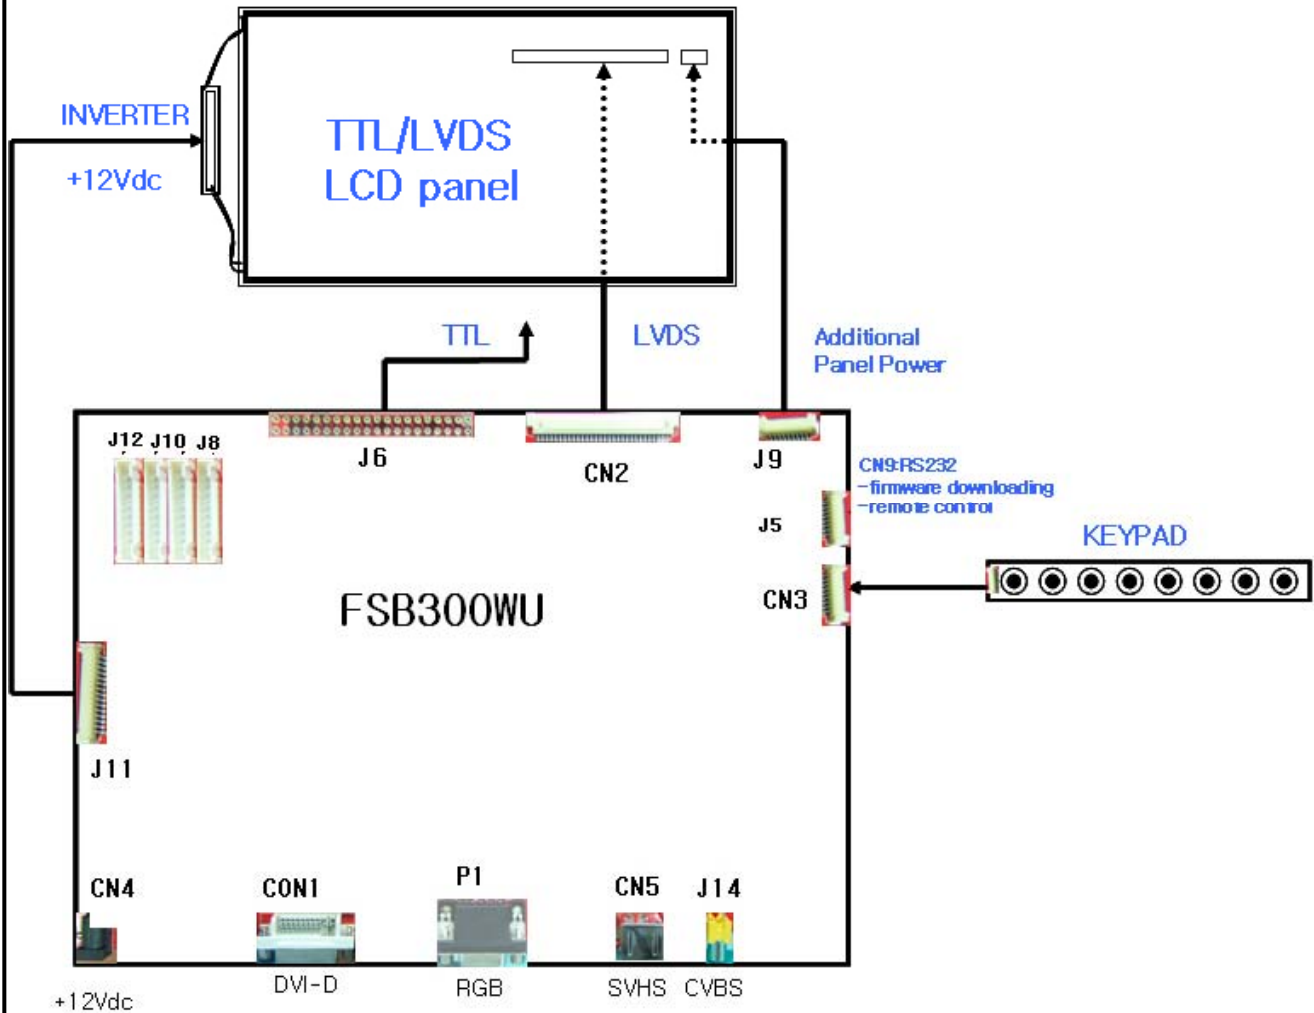 INVERTER
+12Vdc
TTL/LVDS
LCD panel
TTL
LVDS
Additional
Panel Power
J12 J10 J8
J6
CN2
J9
CN9:RS232
-firmware downloading
-remote control
J5
KEYPAD
CN3
FSB300WU
J11
CN4
CON1
P1
CN5
J14
+12Vdc
DVI-D
RGB
SVHS
CVBS